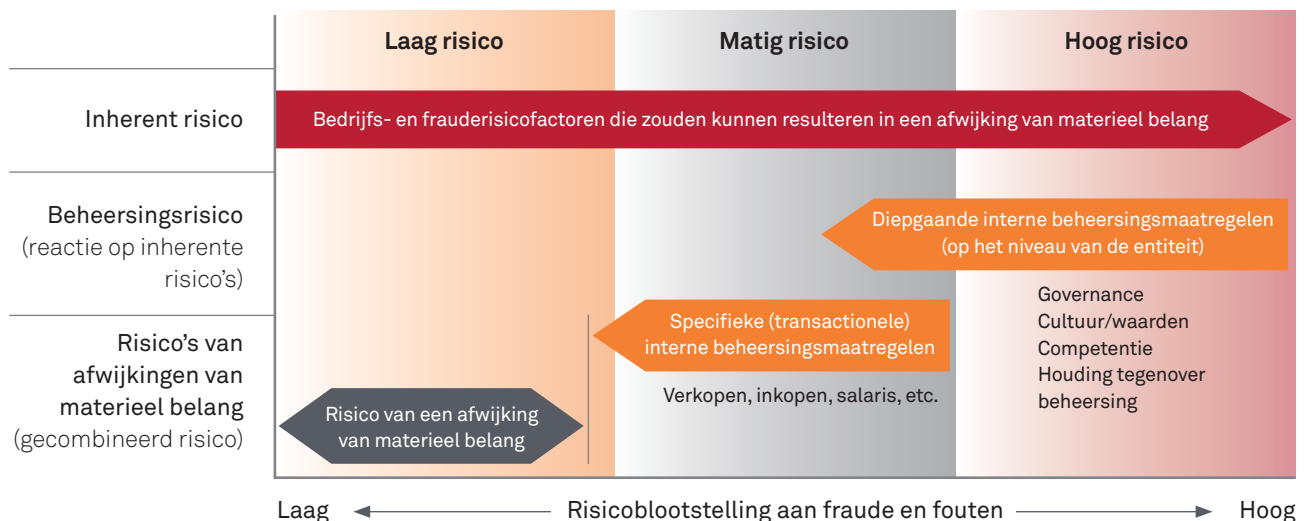 Laag risico
Matig risico
Hoog risico
Inherent risico
Bedrijfs- en frauderisicofactoren die zouden kunnen resulteren in een afwijking van materieel belang
Beheersingsrisico
(reactie op inherente
risico’s)
Diepgaande interne beheersingsmaatregelen
(op het niveau van de entiteit)
Governance
Cultuur/waarden
Competentie
Houding tegenover
beheersing
Risico’s van
afwijkingen van
materieel belang
(gecombineerd risico)
Specifieke (transactionele)
interne beheersingsmaatregelen
Verkopen, inkopen, salaris, etc.
Risico van een afwijking
van materieel belang
Laag
Risicoblootstelling aan fraude en fouten
Hoog